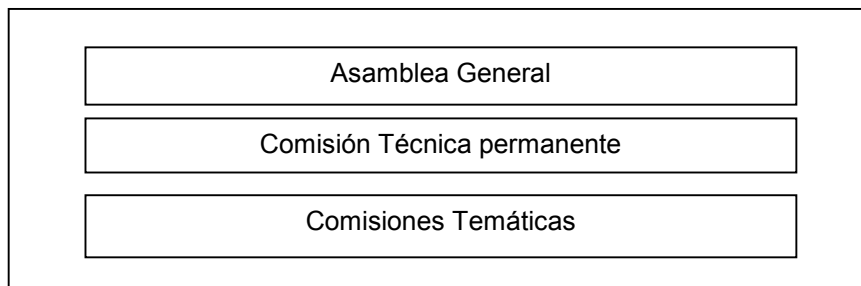 Asamblea General
Comisión Técnica permanente
Comisiones Temáticas